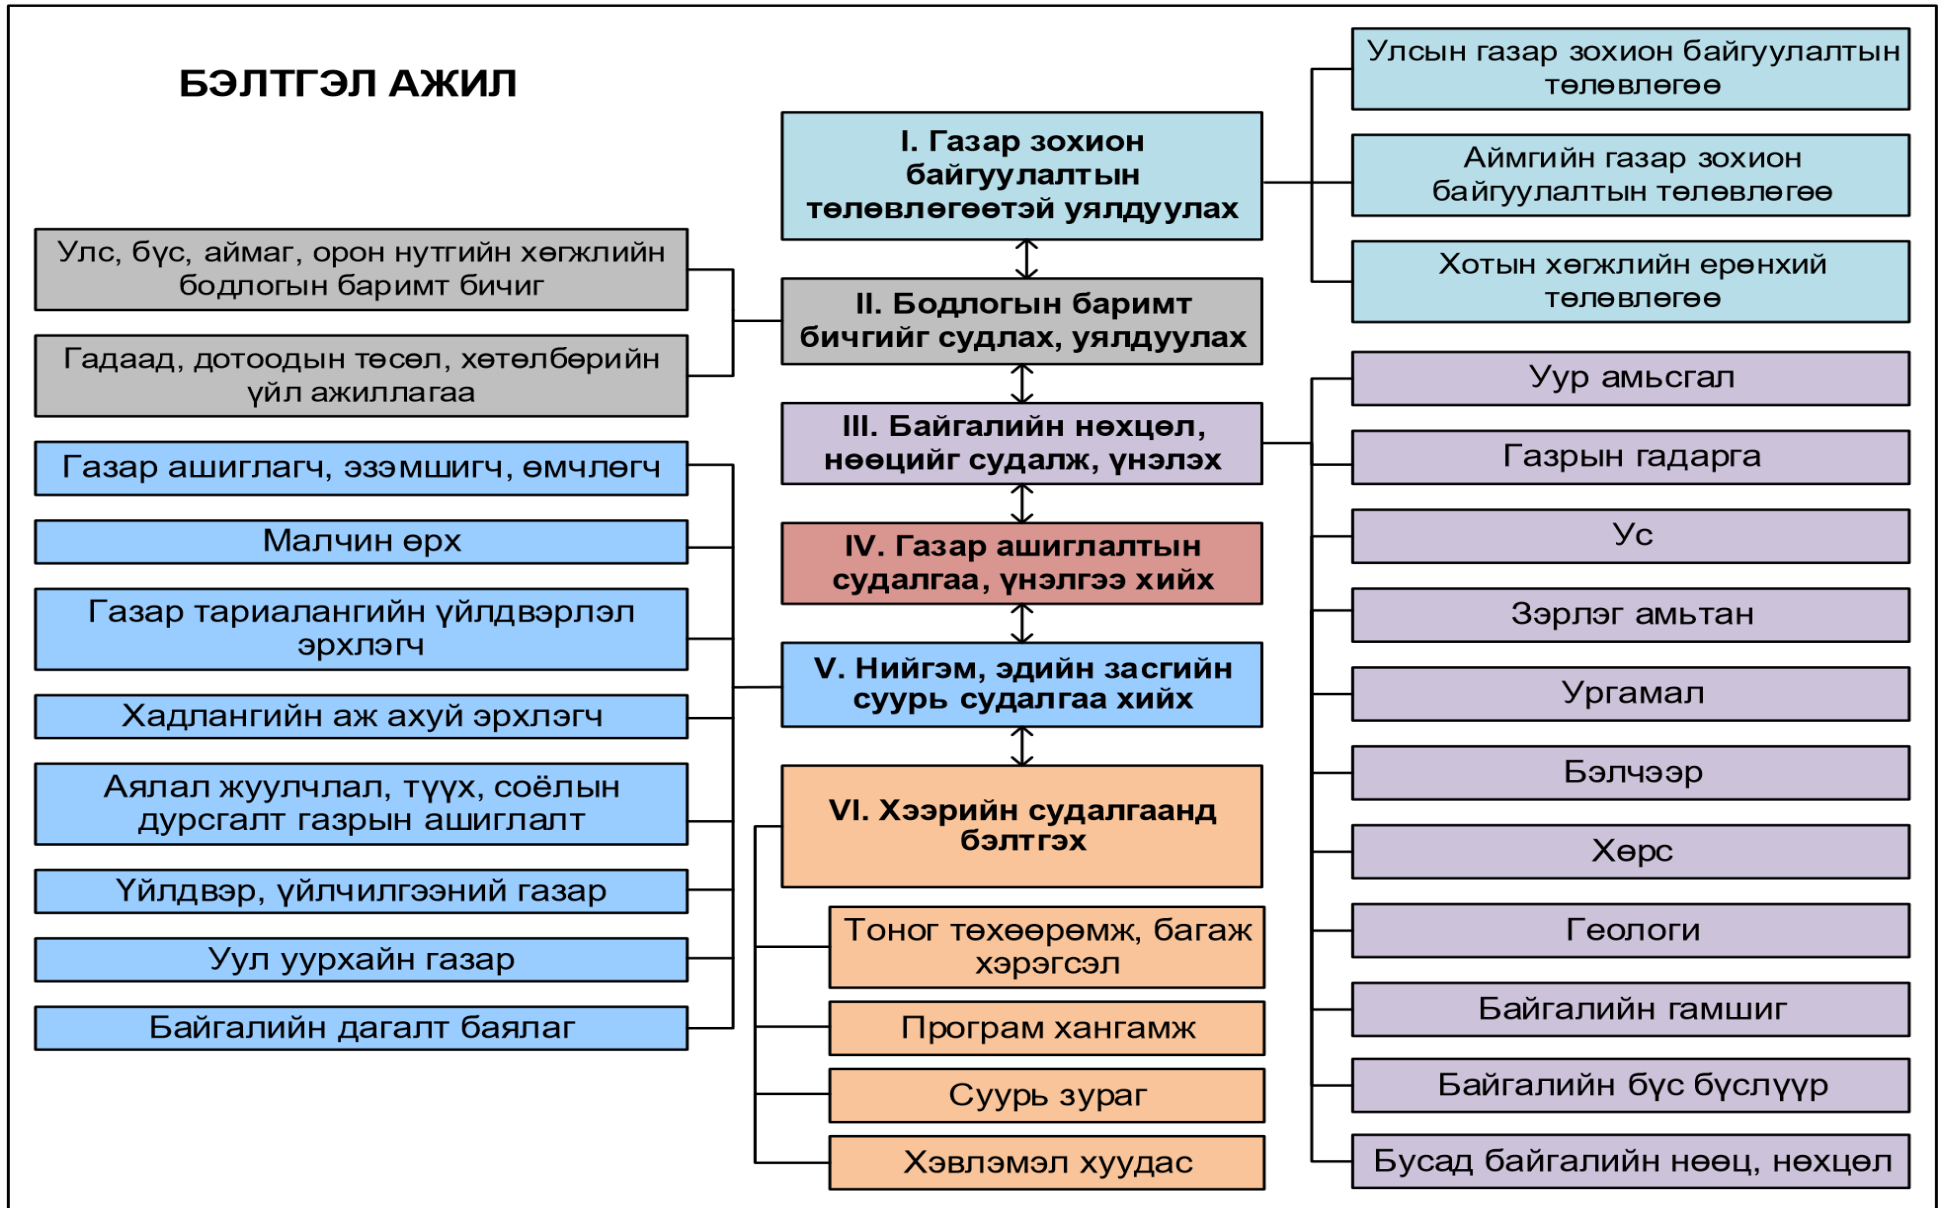 БЭЛТГЭЛ АЖИЛ
I. Газар зохион
байгуулалтын
төлөвлөгөөтэй уялдуулах
Улсын газар зохион байгуулалтын
төлөвлөгөө
Аймгийн газар зохион
байгуулалтын төлөвлөгөө
Хотын хөгжлийн ерөнхий
төлөвлөгөө
II. Бодлогын баримт
бичгийг судлах, уялдуулах
Улс, бүс, аймаг, орон нутгийн хөгжлийн
бодлогын баримт бичиг
Гадаад, дотоодын төсөл, хөтөлбөрийн
үйл ажиллагаа
III. Байгалийн нөхцөл,
нөөцийг судалж, үнэлэх
Уур амьсгал
Газрын гадарга
Ус
Зэрлэг амьтан
Ургамал
Бэлчээр
Хөрс
Геологи
Байгалийн гамшиг
Байгалийн бүс бүслүүр
Бусад байгалийн нөөц, нөхцөл
IV. Газар ашиглалтын
судалгаа, үнэлгээ хийх
V. Нийгэм, эдийн засгийн
суурь судалгаа хийх
Газар ашиглагч, эзэмшигч, өмчлөгч
Малчин өрх
Газар тариалангийн үйлдвэрлэл
эрхлэгч
Хадлангийн аж ахуй эрхлэгч
Аялал жуулчлал, түүх, соёлын
дурсгалт газрын ашиглалт
Үйлдвэр, үйлчилгээний газар
Уул уурхайн газар
Байгалийн дагалт баялаг
VI. Хээрийн судалгаанд
бэлтгэх
Тоног төхөөрөмж, багаж
хэрэгсэл
Програм хангамж
Суурь зураг
Хэвлэмэл хуудас